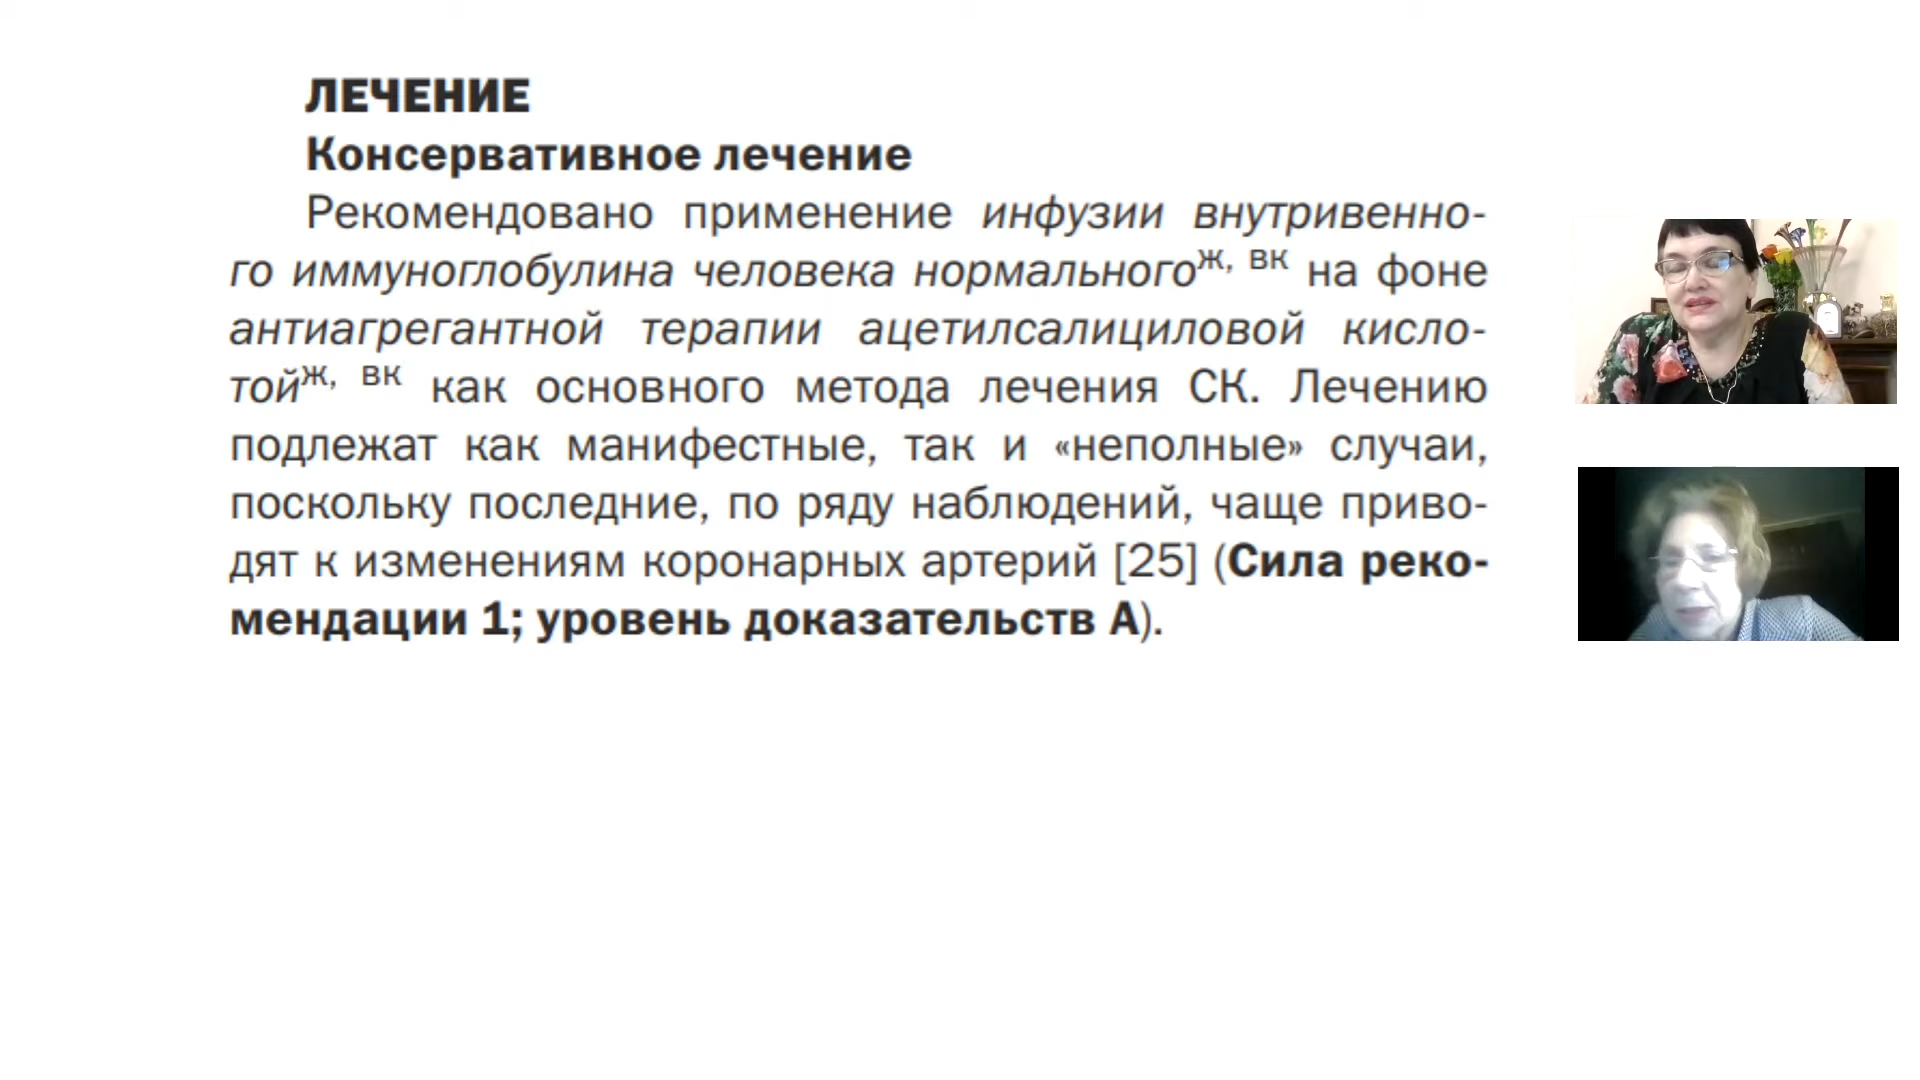 ЛЕЧЕНИЕ
Консервативное лечение
Рекомендовано применение инфузии внутривенно-
го иммуноглобулина человека нормальногож, вк на фоне
антиагрегантной терапии ацетилсалициловой кисло-
тойж, вк как основного метода лечения СК. Лечению
подлежат как манифестные, так и «неполные» случаи,
поскольку последние, по ряду наблюдений, чаще приво-
дят к изменениям коронарных артерий [25] (Сила реко-
мендации 1; уровень доказательств А).